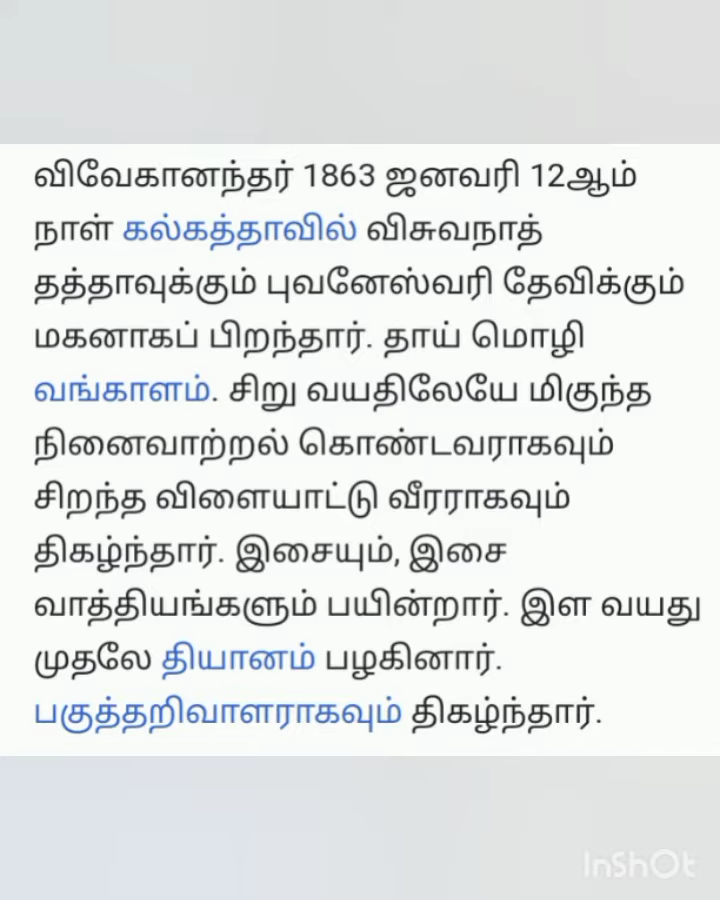 விவேகானந்தர் 1863 ஜனவரி 12ஆம்
நாள் கல்கத்தாவில் விசுவநாத்
தத்தாவுக்கும் புவனேஸ்வரி தேவிக்கும்
மகனாகப் பிறந்தார். தாய் மொழி
வங்காளம். சிறு வயதிலேயே மிகுந்த
நினைவாற்றல் கொண்டவராகவும்
சிறந்த விளையாட்டு வீரராகவும்
திகழ்ந்தார். இசையும், இசை
வாத்தியங்களும் பயின்றார். இள வயது
முதலே தியானம் பழகினார்.
பகுத்தறிவாளராகவும் திகழ்ந்தார்.
InShOt